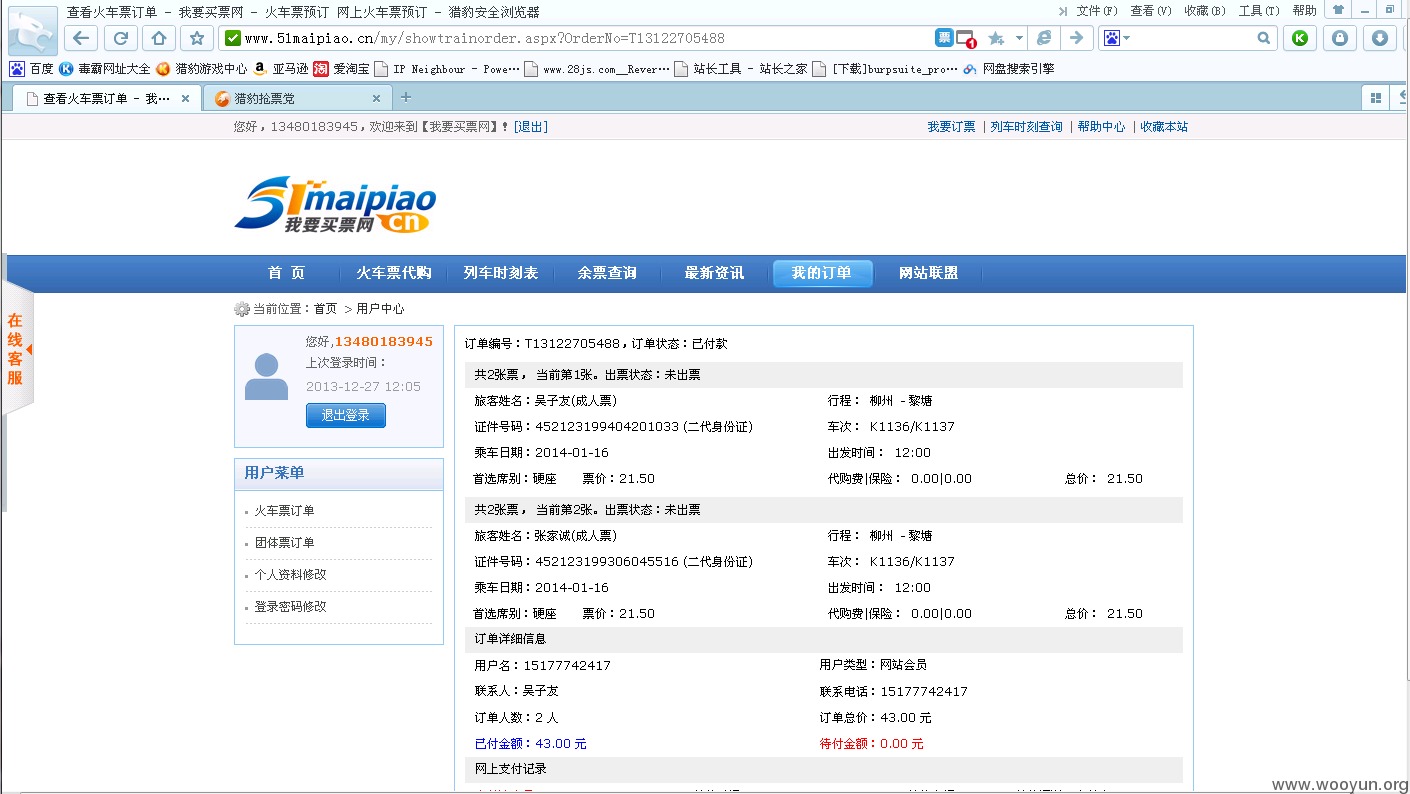 查看火车票订单 - 我要买票网 - 火车票预订 网上火车票预订 - 猎豹安全浏览器
文件(F) 查看(V) 收藏(B) 工具(T) 帮助
www.51maipiao.cn/my/showtrainorder.aspx?OrderNo=T13122705488
票 1
百度 毒霸网址大全 猎豹游戏中心 亚马逊 爱淘宝 IP Neighbour - Powe… www.28js.com__Rever… 站长工具 - 站长之家 [下载]burpsuite_pro… 网盘搜索引擎
查看火车票订单 - 我… × 猎豹抢票党 × +
您好，13480183945，欢迎来到【我要买票网】! [退出]
我要订票 | 列车时刻查询 | 帮助中心 | 收藏本站
51maipiao
我要买票网 cn
首 页 火车票代购 列车时刻表 余票查询 最新资讯 我的订单 网站联盟
当前位置：首页 > 用户中心
在线客服
您好,13480183945
上次登录时间：
2013-12-27 12:05
退出登录
用户菜单
火车票订单
团体票订单
个人资料修改
登录密码修改
订单编号：T13122705488，订单状态：已付款
共2张票， 当前第1张。出票状态：未出票
旅客姓名：吴子友(成人票) 行程： 柳州 - 黎塘
证件号码：452123199404201033 (二代身份证) 车次： K1136/K1137
乘车日期：2014-01-16 出发时间： 12:00
首选席别：硬座 票价：21.50 代购费|保险： 0.00|0.00 总价： 21.50
共2张票， 当前第2张。出票状态：未出票
旅客姓名：张家诚(成人票) 行程： 柳州 - 黎塘
证件号码：452123199306045516 (二代身份证) 车次： K1136/K1137
乘车日期：2014-01-16 出发时间： 12:00
首选席别：硬座 票价：21.50 代购费|保险： 0.00|0.00 总价： 21.50
订单详细信息
用户名：15177742417 用户类型：网站会员
联系人：吴子友 联系电话：15177742417
订单人数：2 人 订单总价：43.00 元
已付金额：43.00 元 待付金额：0.00 元
网上支付记录
www.wooyun.org